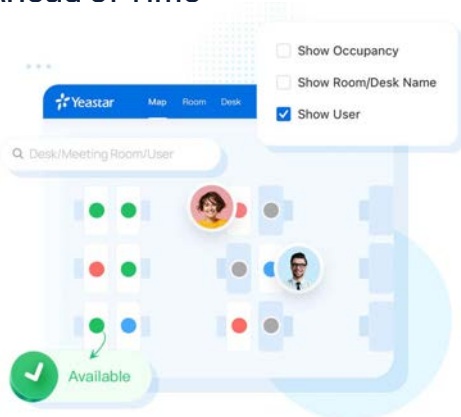 Ahead of Time
Show Occupancy
Show Room/Desk Name
Show User
Yeastar Map Room Desk
Desk/Meeting Room/User
Available